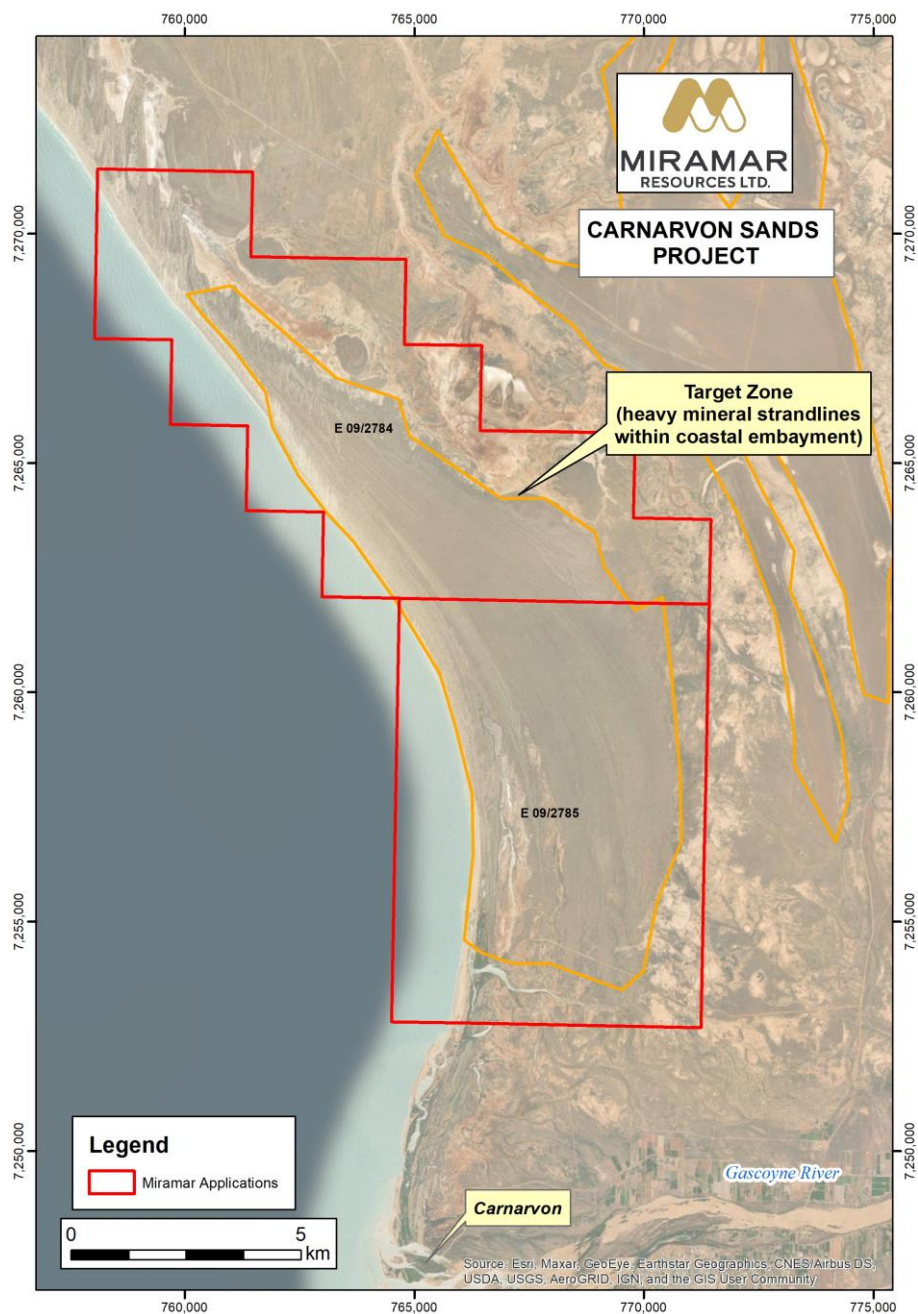 760,000
765,000
770,000
775,000
MIRAMAR
RESOURCES LTD.
CARNARVON SANDS
PROJECT
7,270,000
7,270,000
Target Zone
(heavy mineral strandlines
within coastal embayment)
E 09/2784
7,265,000
7,265,000
7,260,000
7,260,000
E 09/2785
7,255,000
7,255,000
Legend
Miramar Applications
7,250,000
7,250,000
Gascoyne River
Carnarvon
0
5
km
Source: Esri, Maxar, GeoEye, Earthstar Geographics, CNES/Airbus DS,
USDA, USGS, AeroGRID, IGN, and the GIS User Community
760,000
765,000
770,000
775,000